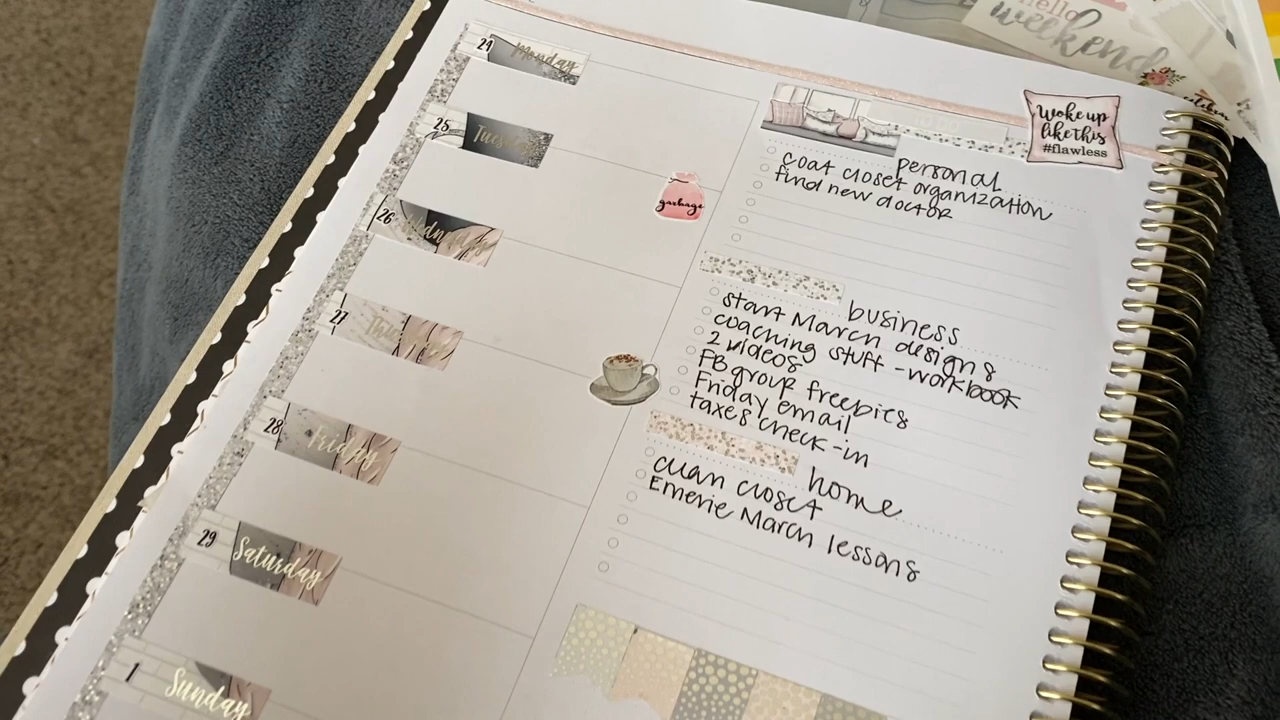 hello
weekend
24 Monday
25 Tuesday
26 Wednesday
27 Thu
28 Friday
29 Saturday
1 Sunday
garbage
Woke up
like this
#flawless
personal
coat closet organization
find new doctor
business
start March designs
coaching stuff - workbook
2 videos
FB group freebies
Friday email
taxes check-in
home
clean closet
Emerie March lessons